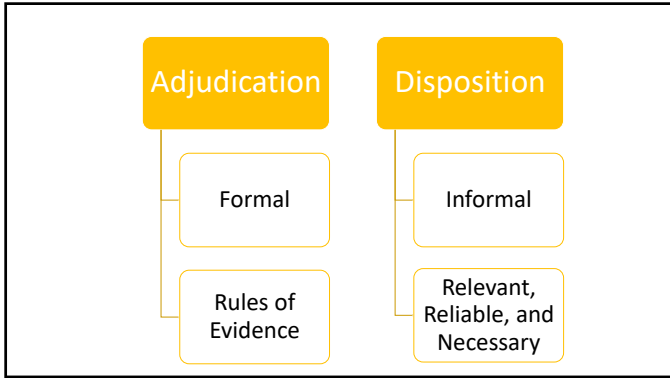 Adjudication
Formal
Rules of
Evidence
Disposition
Informal
Relevant,
Reliable, and
Necessary